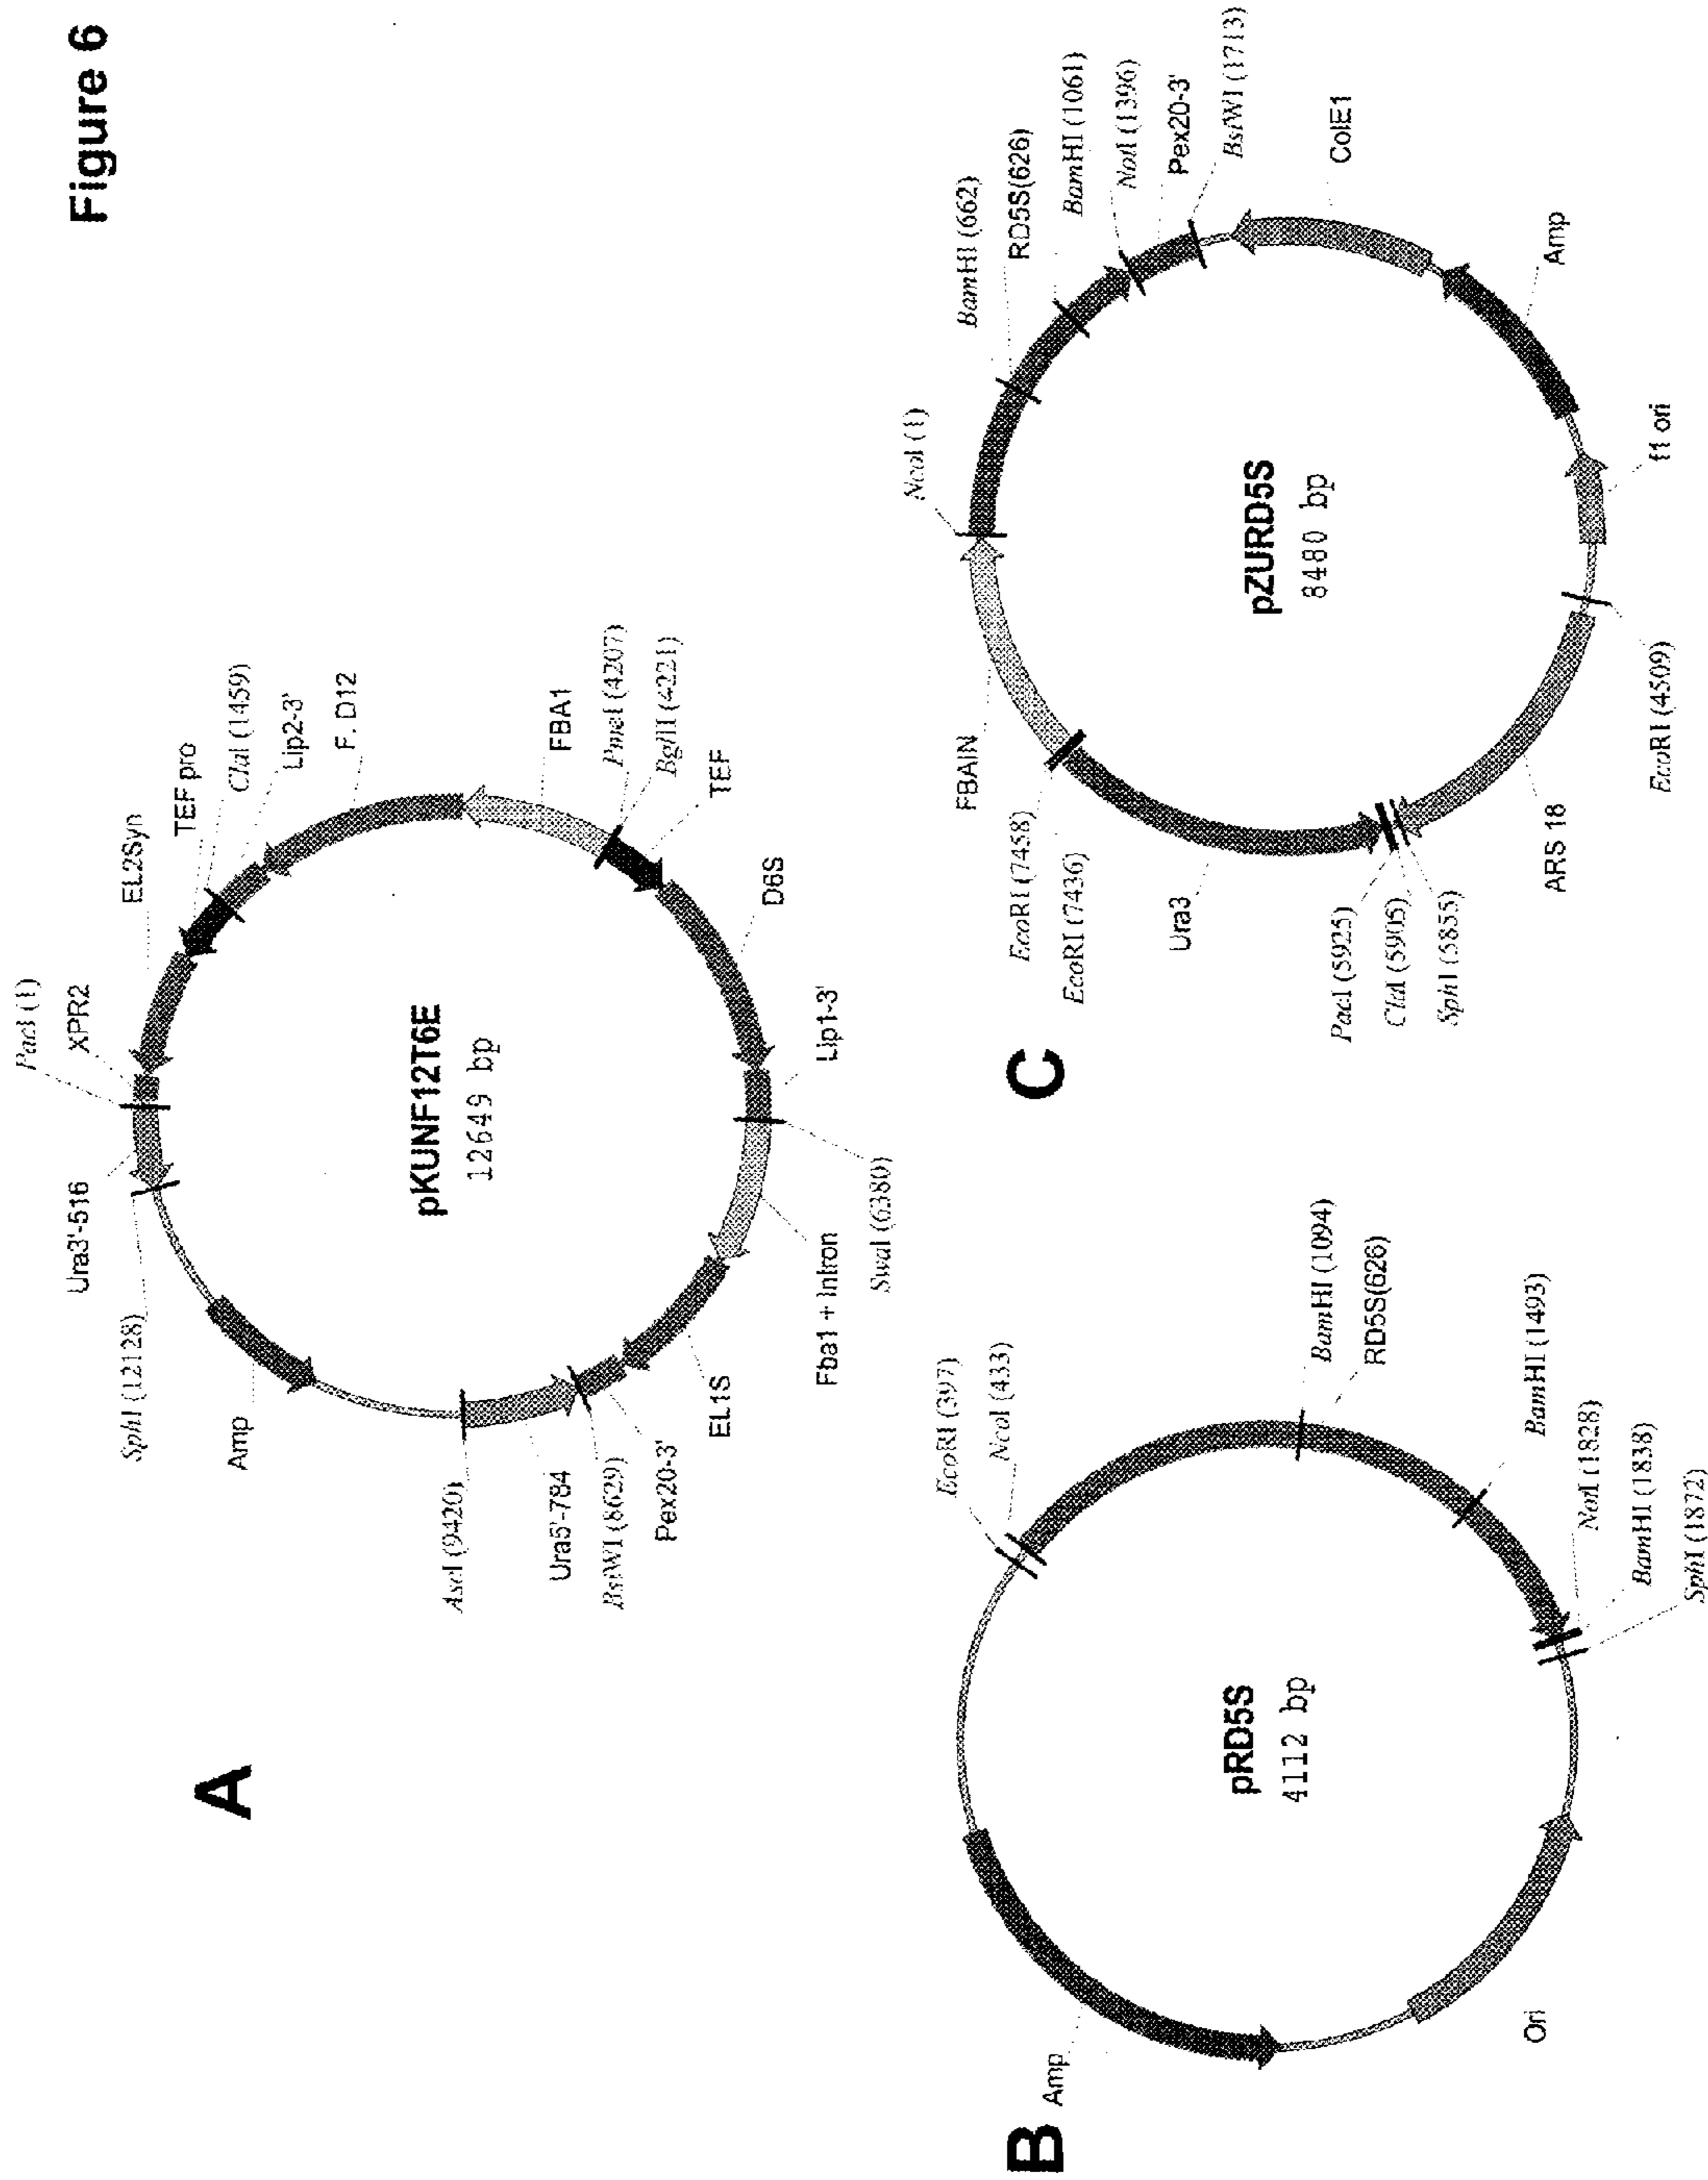 Figure 6
A
PacI (1)
XPR2
EL2Syn
TEF pro
ClaI (1459)
Lip2-3'
F. D12
FBA1
PmeI (4207)
BglII (4221)
TEF
D6S
Lip1-3'
SwaI (6380)
Fba1 + Intron
EL1S
Pex20-3'
BsiWI (8629)
Ura5'-784
AscI (9420)
Amp
SphI (12128)
Ura3'-516
pKUNF12T6E
12649 bp
B
EcoRI (397)
NcoI (433)
BamHI (1094)
RD5S(626)
BamHI (1493)
NotI (1828)
BamHI (1838)
SphI (1872)
Ori
Amp
pRD5S
4112 bp
C
NcoI (1)
BamHI (662)
RD5S(626)
BamHI (1061)
NotI (1396)
Pex20-3'
BsiWI (1713)
ColE1
Amp
f1 ori
EcoRI (4509)
ARS 18
SphI (5855)
ClaI (5905)
PacI (5925)
Ura3
EcoRI (7436)
EcoRI (7458)
FBAIN
pZURD5S
8480 bp